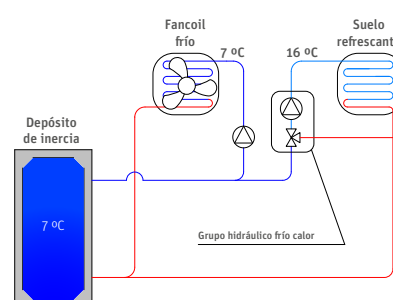 Fancoil
frío
Suelo
refrescant
7 ºC
16 ºC
Depósito
de inercia
7 ºC
Grupo hidráulico frío calor